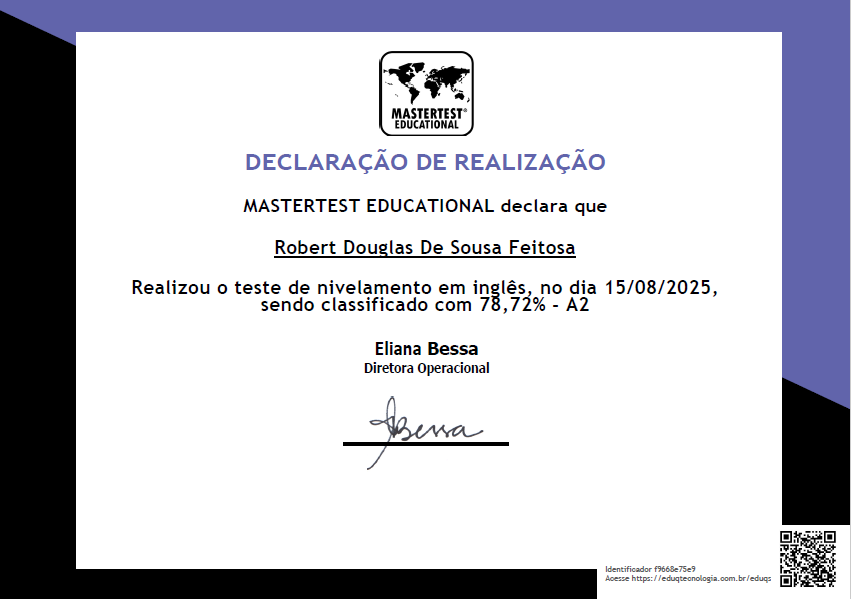 MASTERTEST®
EDUCATIONAL
DECLARAÇÃO DE REALIZAÇÃO
MASTERTEST EDUCATIONAL declara que
Robert Douglas De Sousa Feitosa
Realizou o teste de nivelamento em inglês, no dia 15/08/2025,
sendo classificado com 78,72% - A2
Eliana Bessa
Diretora Operacional
Bessa
Identificador f9668e75e9
Acesse https://eduqtecnologia.com.br/eduqs